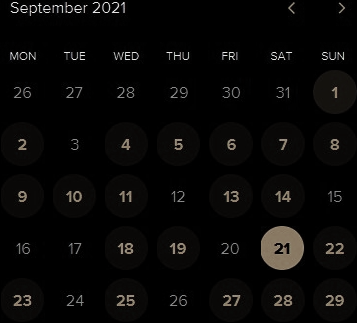 September 2021
MON TUE WED THU FRI SAT SUN
26 27 28 29 30 31 1
2 3 4 5 6 7 8
9 10 11 12 13 14 15
16 17 18 19 20 21 22
23 24 25 26 27 28 29